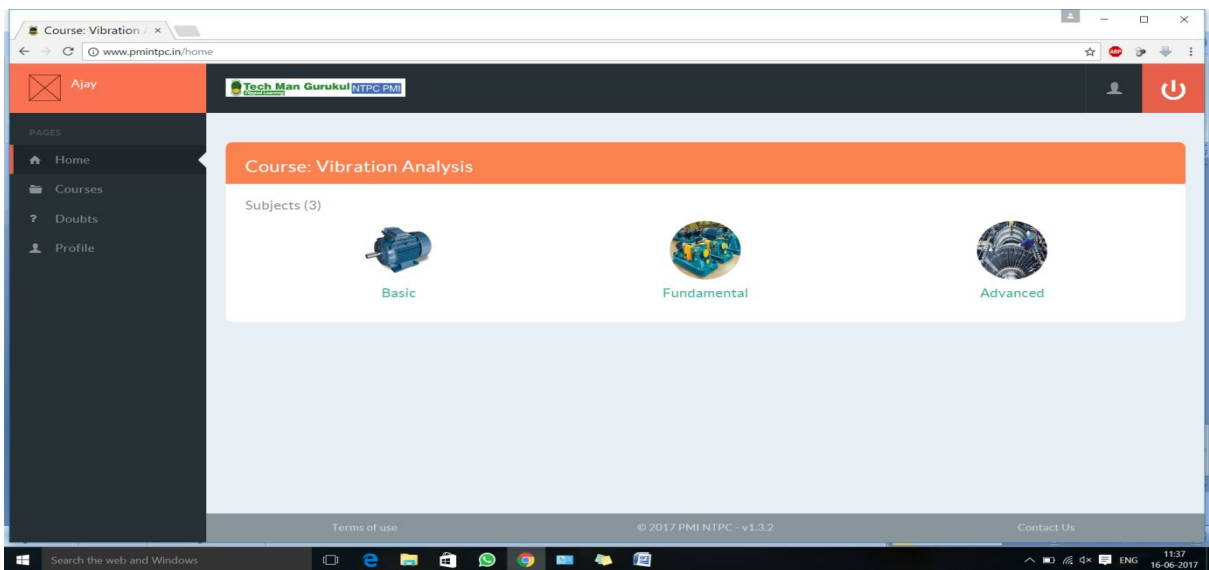 Course: Vibration A
www.pmintpc.in/home
ABP
Ajay
Tech Man Gurukul NTPC PMI
PAGES
Home
Courses
? Doubts
Profile
Course: Vibration Analysis
Subjects (3)
Basic
Fundamental
Advanced
Terms of use
© 2017 PMI NTPC - v1.3.2
Contact Us
Search the web and Windows
ENG
11:37
16-06-2017